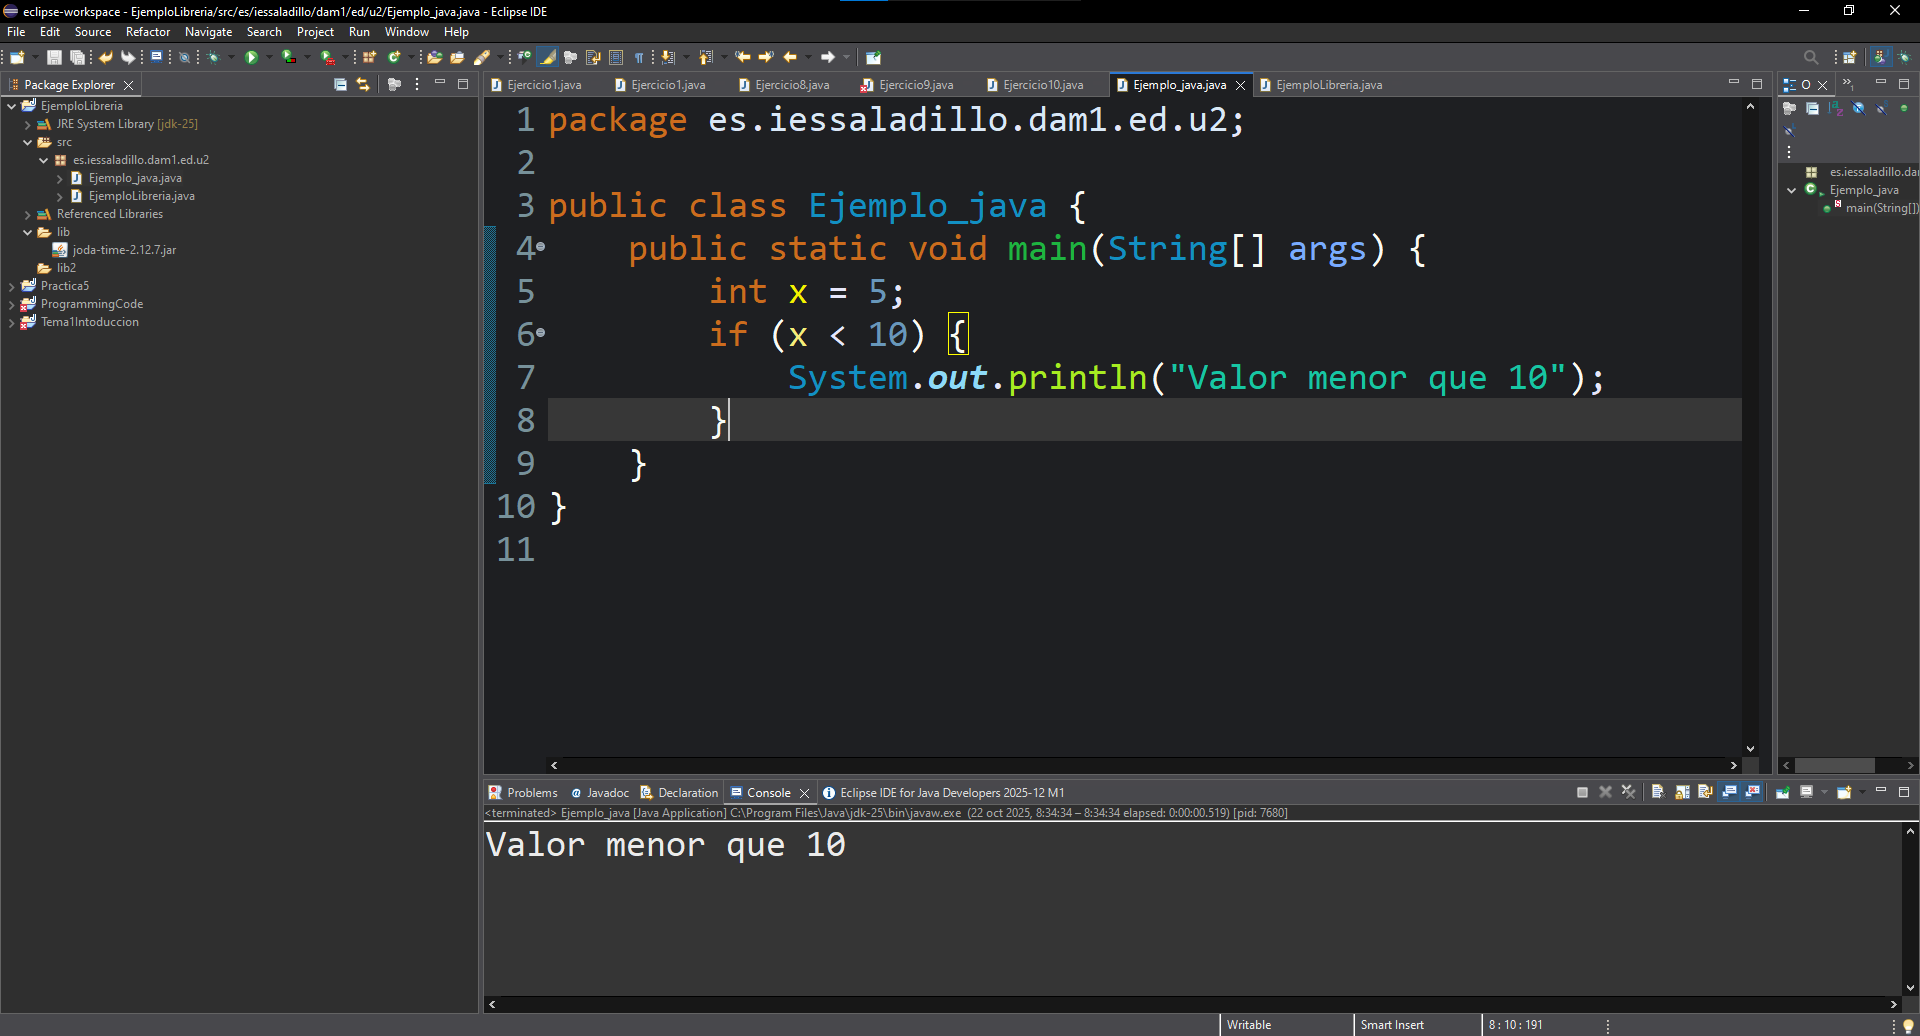 eclipse-workspace - EjemploLibreria/src/es/iessaladillo/dam1/ed/u2/Ejemplo_java.java - Eclipse IDE
File Edit Source Refactor Navigate Search Project Run Window Help
Package Explorer
EjemploLibreria
JRE System Library [jdk-25]
src
es.iessaladillo.dam1.ed.u2
Ejemplo_java.java
EjemploLibreria.java
Referenced Libraries
lib
joda-time-2.12.7.jar
lib2
Practica5
ProgrammingCode
Tema1Intoduccion
Ejercicio1.java Ejercicio1.java Ejercicio8.java Ejercicio9.java Ejercicio10.java Ejemplo_java.java EjemploLibreria.java
1 package es.iessaladillo.dam1.ed.u2;
2
3 public class Ejemplo_java {
4 public static void main(String[] args) {
5 int x = 5;
6 if (x < 10) {
7 System.out.println("Valor menor que 10");
8 }
9 }
10 }
11
O
es.iessaladillo.da
Ejemplo_java
main(String[])
Problems Javadoc Declaration Console Eclipse IDE for Java Developers 2025-12 M1
<terminated> Ejemplo_java [Java Application] C:\Program Files\Java\jdk-25\bin\javaw.exe (22 oct 2025, 8:34:34 – 8:34:34 elapsed: 0:00:00.519) [pid: 7680]
Valor menor que 10
Writable Smart Insert 8 : 10 : 191